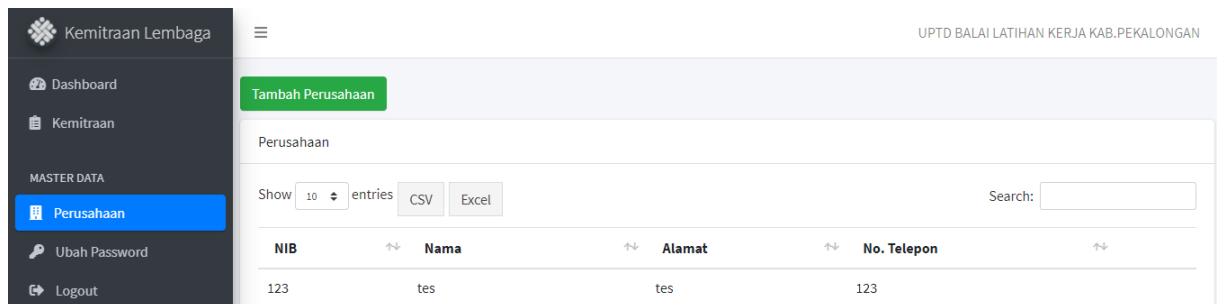 Kemitraan Lembaga
UPTD BALAI LATIHAN KERJA KAB.PEKALONGAN
Dashboard
Kemitraan
MASTER DATA
Perusahaan
Ubah Password
Logout
Tambah Perusahaan
Perusahaan
Show 10 entries CSV Excel Search:
NIB Nama Alamat No. Telepon
123 tes tes 123